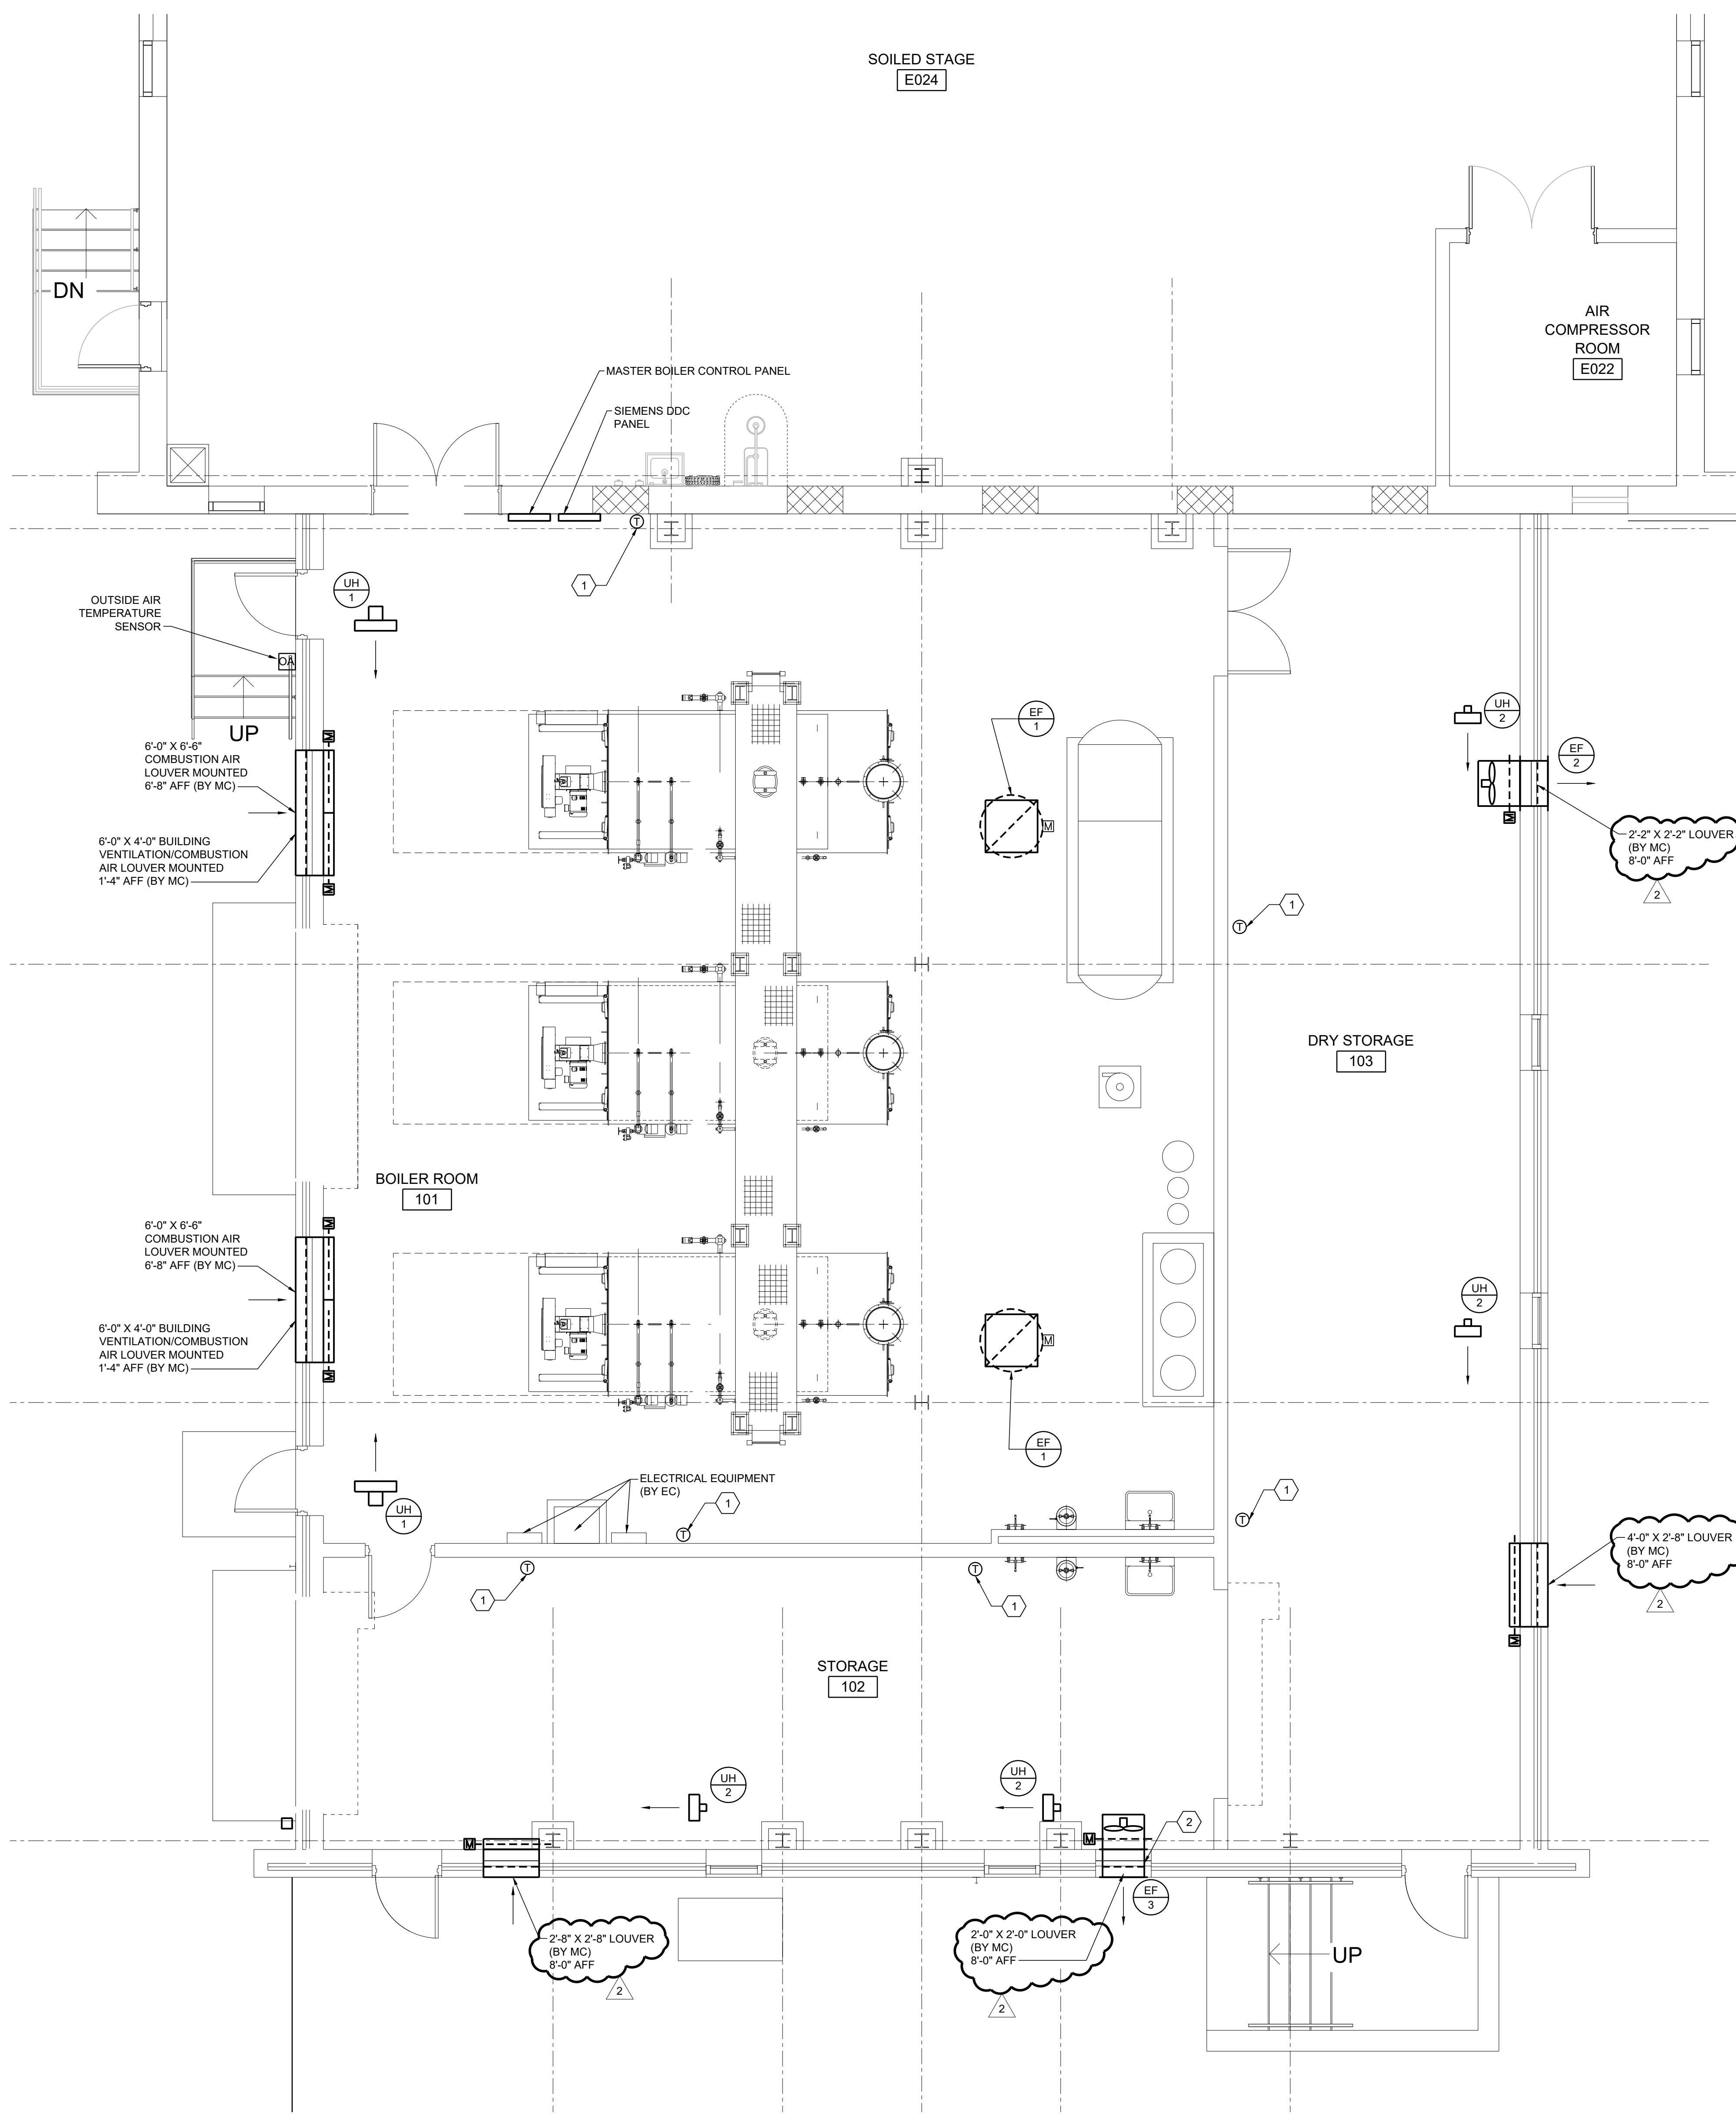 SOILED STAGE
E024
DN
AIR
COMPRESSOR
ROOM
E022
MASTER BOILER CONTROL PANEL
SIEMENS DDC
PANEL
T
1
UH
1
OUTSIDE AIR
TEMPERATURE
SENSOR
OA
UP
6'-0" X 6'-6"
COMBUSTION AIR
LOUVER MOUNTED
6'-8" AFF (BY MC)
6'-0" X 4'-0" BUILDING
VENTILATION/COMBUSTION
AIR LOUVER MOUNTED
1'-4" AFF (BY MC)
M
M
EF
1
M
UH
2
EF
2
M
2'-2" X 2'-2" LOUVER
(BY MC)
8'-0" AFF
2
T
1
DRY STORAGE
103
BOILER ROOM
101
6'-0" X 6'-6"
COMBUSTION AIR
LOUVER MOUNTED
6'-8" AFF (BY MC)
6'-0" X 4'-0" BUILDING
VENTILATION/COMBUSTION
AIR LOUVER MOUNTED
1'-4" AFF (BY MC)
M
M
M
EF
1
UH
2
UH
1
ELECTRICAL EQUIPMENT
(BY EC)
T
1
T
1
T
1
T
1
4'-0" X 2'-8" LOUVER
(BY MC)
8'-0" AFF
2
M
STORAGE
102
UH
2
UH
2
M
M
2
EF
3
2'-8" X 2'-8" LOUVER
(BY MC)
8'-0" AFF
2
2'-0" X 2'-0" LOUVER
(BY MC)
8'-0" AFF
2
UP